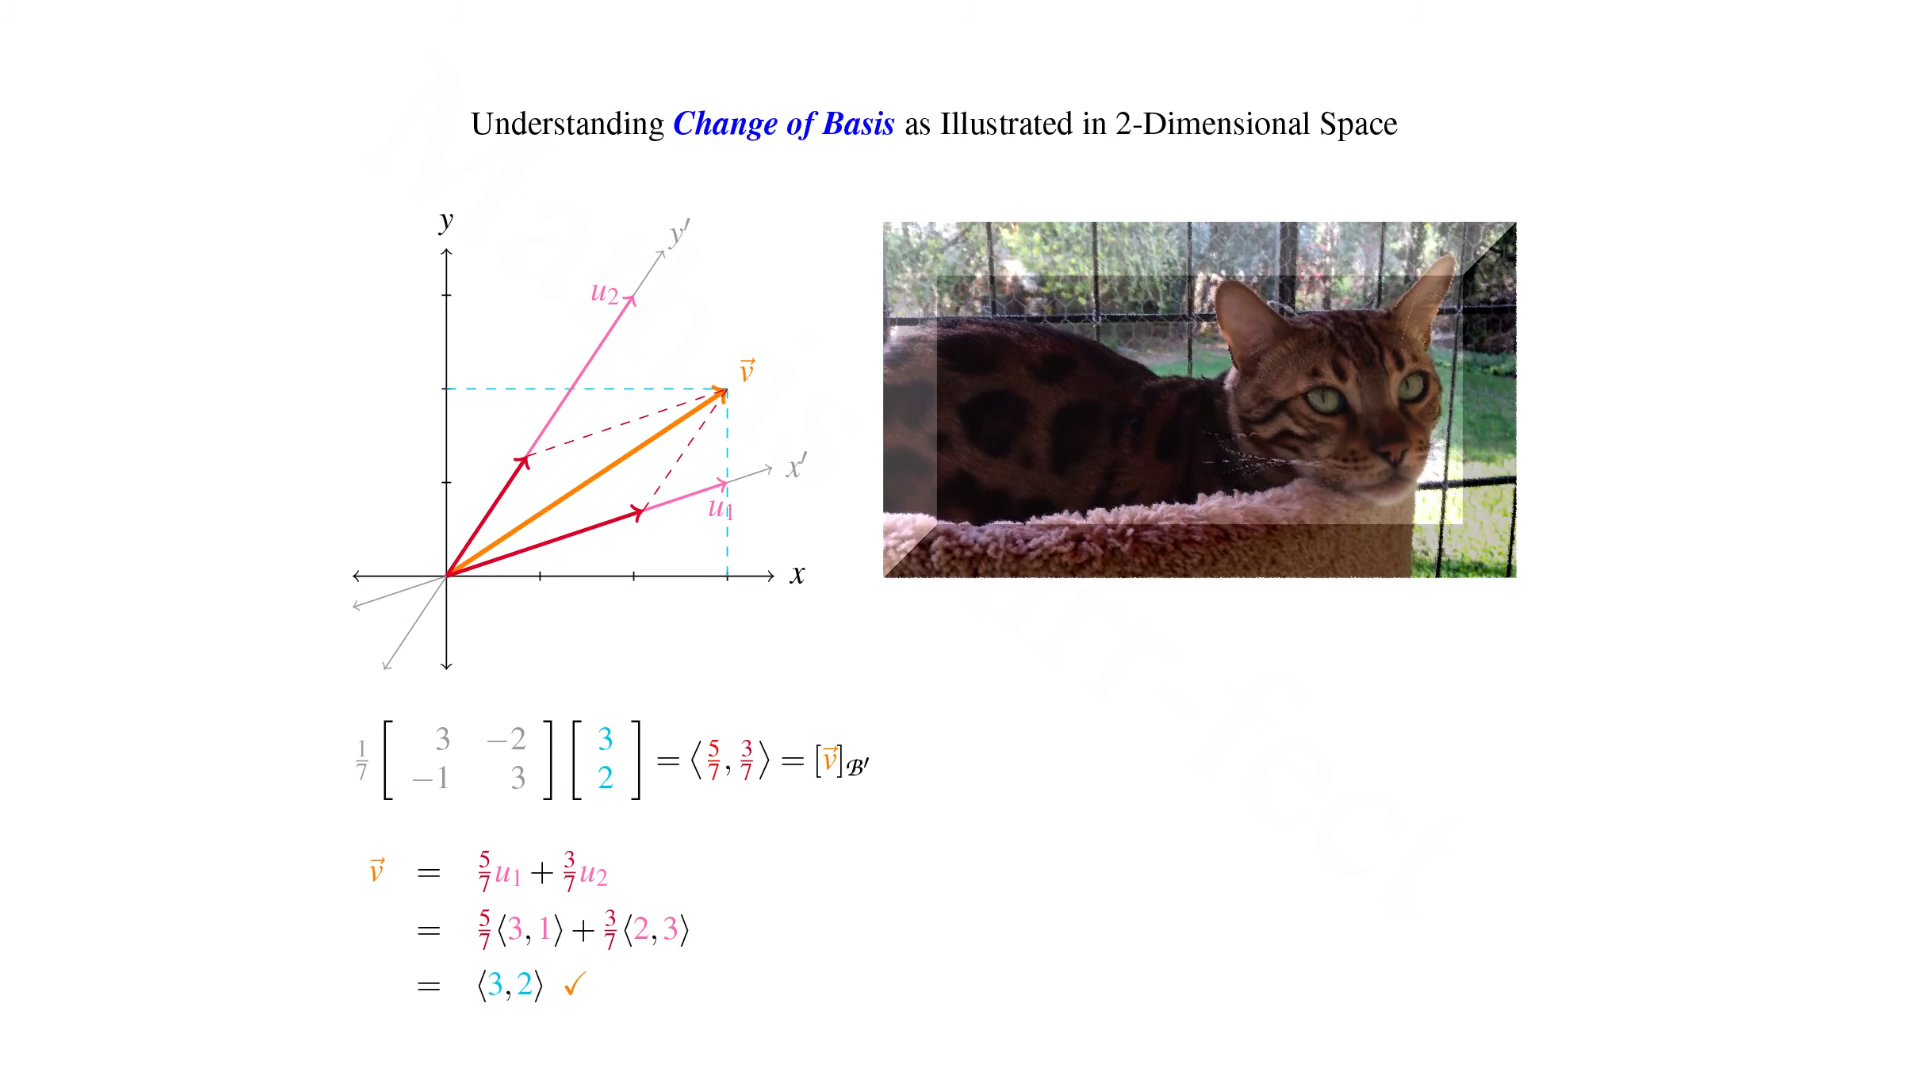 Understanding Change of Basis as Illustrated in 2-Dimensional Space
y
y′
u₂
v⃗
x′
u₁
x
1/7 [ 3 −2 ; −1 3 ] [ 3 ; 2 ] = ⟨5/7, 3/7⟩ = [v⃗]ℬ′
v⃗ = 5/7 u₁ + 3/7 u₂
= 5/7 ⟨3, 1⟩ + 3/7 ⟨2, 3⟩
= ⟨3, 2⟩ ✓